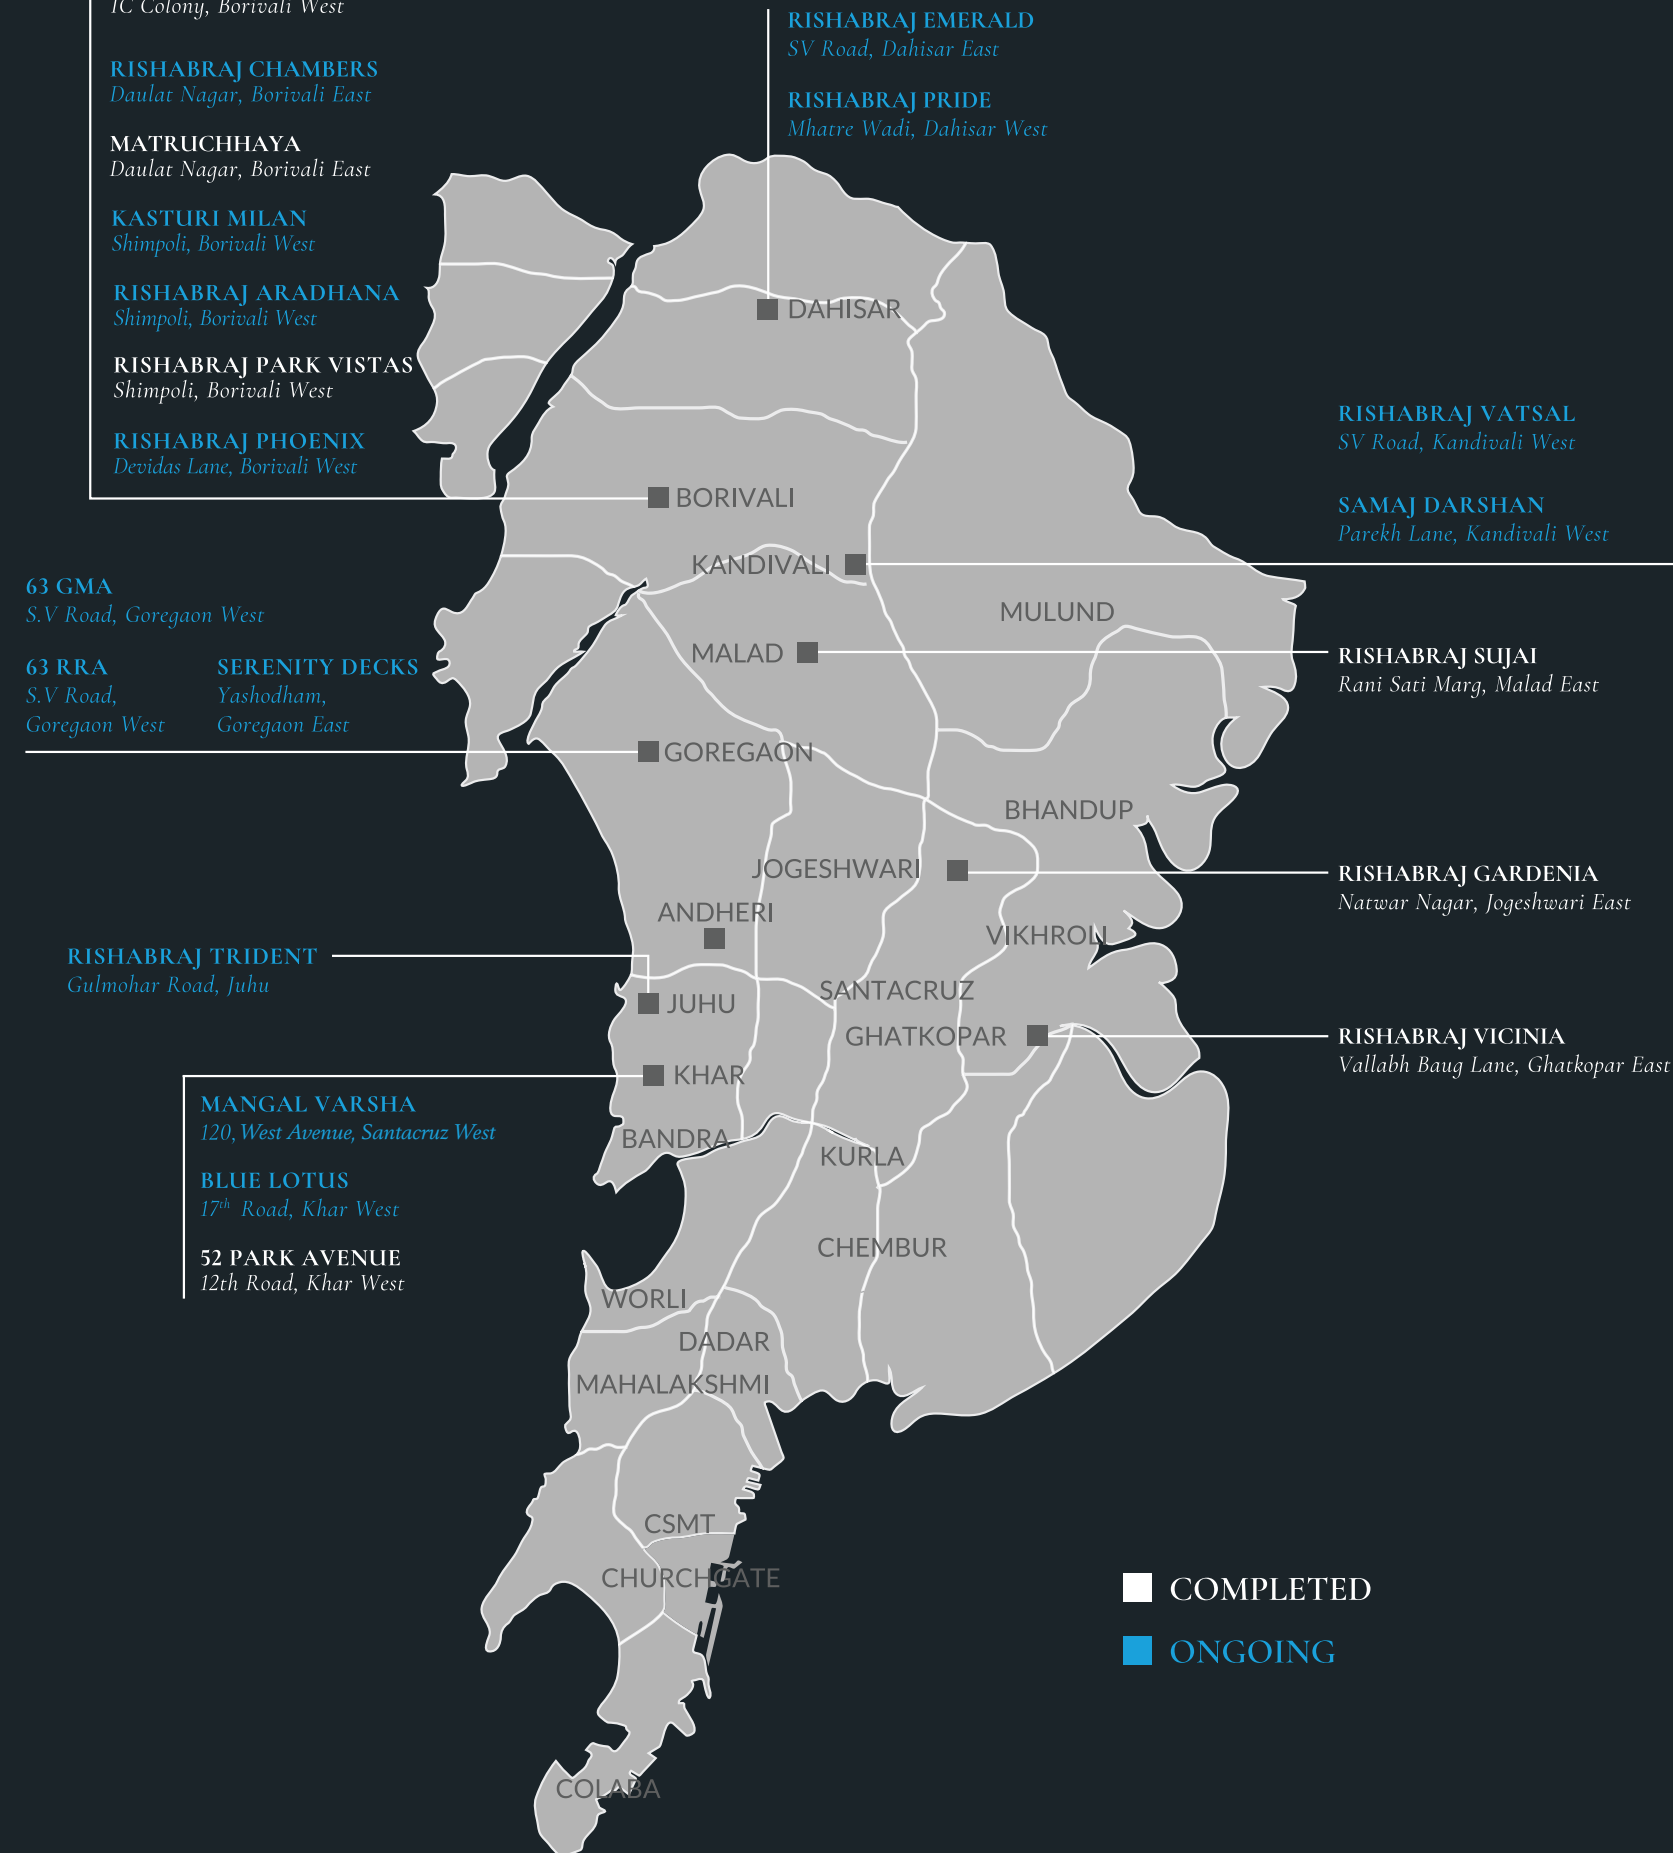 IC Colony, Borivali West
RISHABRAJ CHAMBERS
Daulat Nagar, Borivali East
MATRUCHHAYA
Daulat Nagar, Borivali East
KASTURI MILAN
Shimpoli, Borivali West
RISHABRAJ ARADHANA
Shimpoli, Borivali West
RISHABRAJ PARK VISTAS
Shimpoli, Borivali West
RISHABRAJ PHOENIX
Devidas Lane, Borivali West
RISHABRAJ EMERALD
SV Road, Dahisar East
RISHABRAJ PRIDE
Mhatre Wadi, Dahisar West
DAHISAR
RISHABRAJ VATSAL
SV Road, Kandivali West
SAMAJ DARSHAN
Parekh Lane, Kandivali West
BORIVALI
KANDIVALI
MULUND
63 GMA
S.V Road, Goregaon West
63 RRA
S.V Road,
Goregaon West
SERENITY DECKS
Yashodham,
Goregaon East
MALAD
RISHABRAJ SUJAI
Rani Sati Marg, Malad East
GOREGAON
BHANDUP
JOGESHWARI
RISHABRAJ GARDENIA
Natwar Nagar, Jogeshwari East
ANDHERI
VIKHROLI
RISHABRAJ TRIDENT
Gulmohar Road, Juhu
JUHU
SANTACRUZ
GHATKOPAR
RISHABRAJ VICINIA
Vallabh Baug Lane, Ghatkopar East
KHAR
MANGAL VARSHA
120, West Avenue, Santacruz West
BLUE LOTUS
17th Road, Khar West
52 PARK AVENUE
12th Road, Khar West
BANDRA
KURLA
CHEMBUR
WORLI
DADAR
MAHALAKSHMI
CSMT
CHURCHGATE
COLABA
COMPLETED
ONGOING